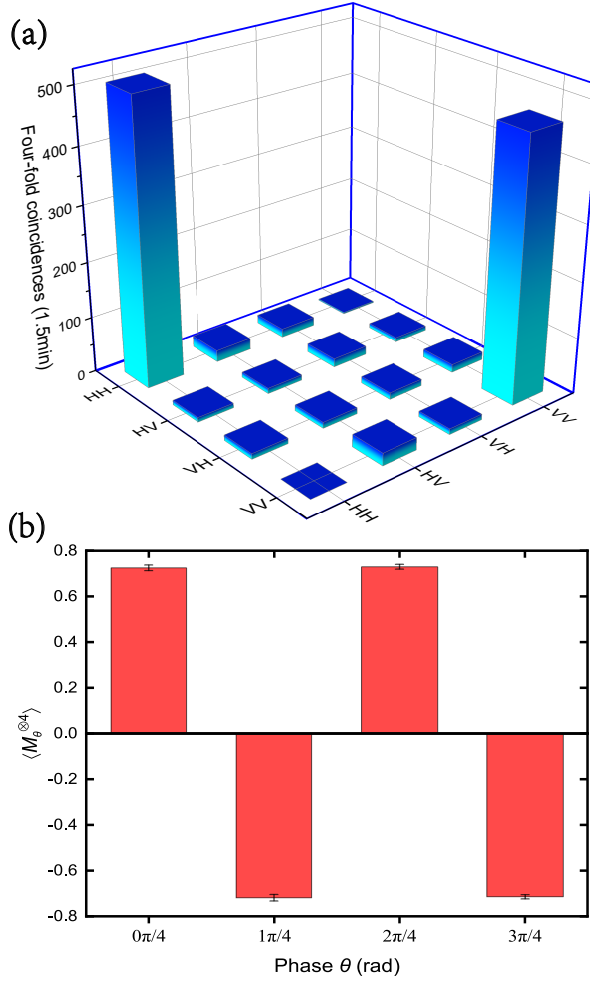 (a)
500
400
300
200
100
0
Four-fold coincidences (1.5min)
HH
HV
VH
VV
HH
HV
VH
VV
(b)
0.8
0.6
0.4
0.2
0.0
-0.2
-0.4
-0.6
-0.8
⟨M_θ^⊗4⟩
0π/4 1π/4 2π/4 3π/4
Phase θ (rad)